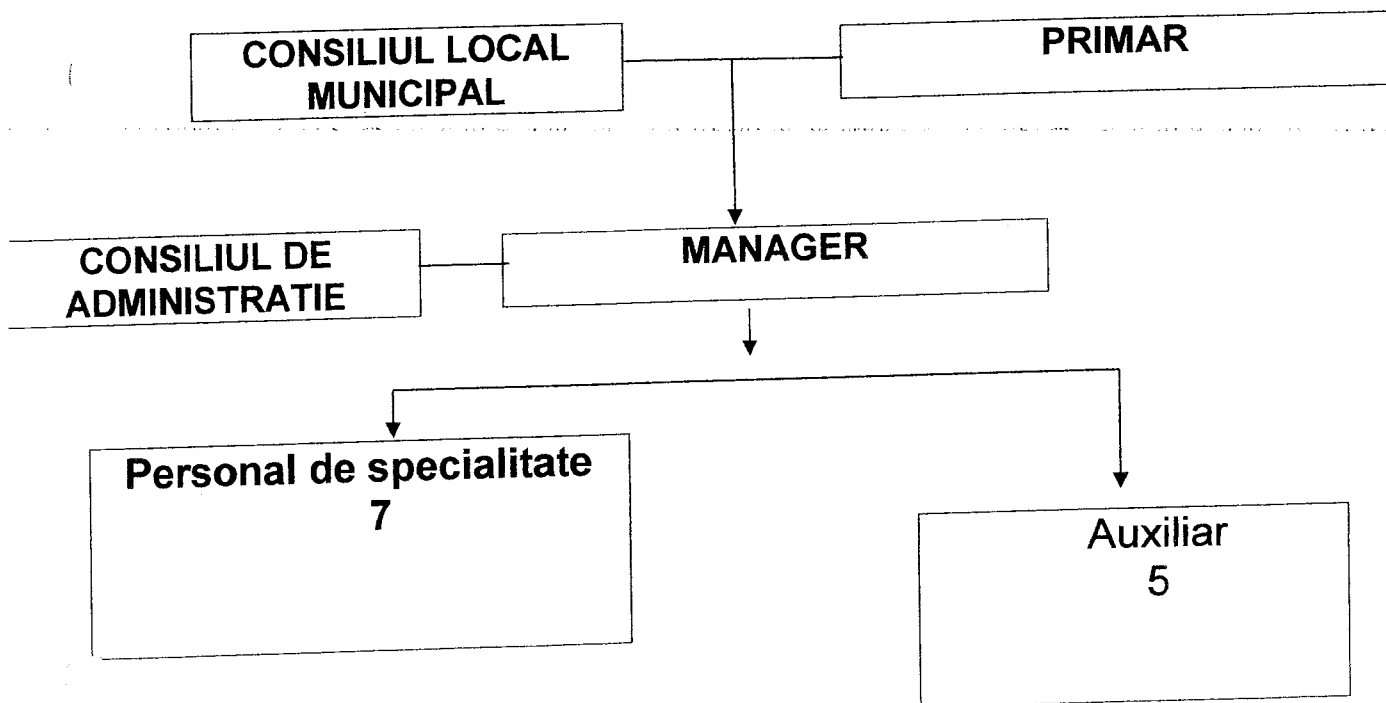 CONSILIUL LOCAL
MUNICIPAL
PRIMAR
CONSILIUL DE
ADMINISTRATIE
MANAGER
Personal de specialitate
7
Auxiliar
5